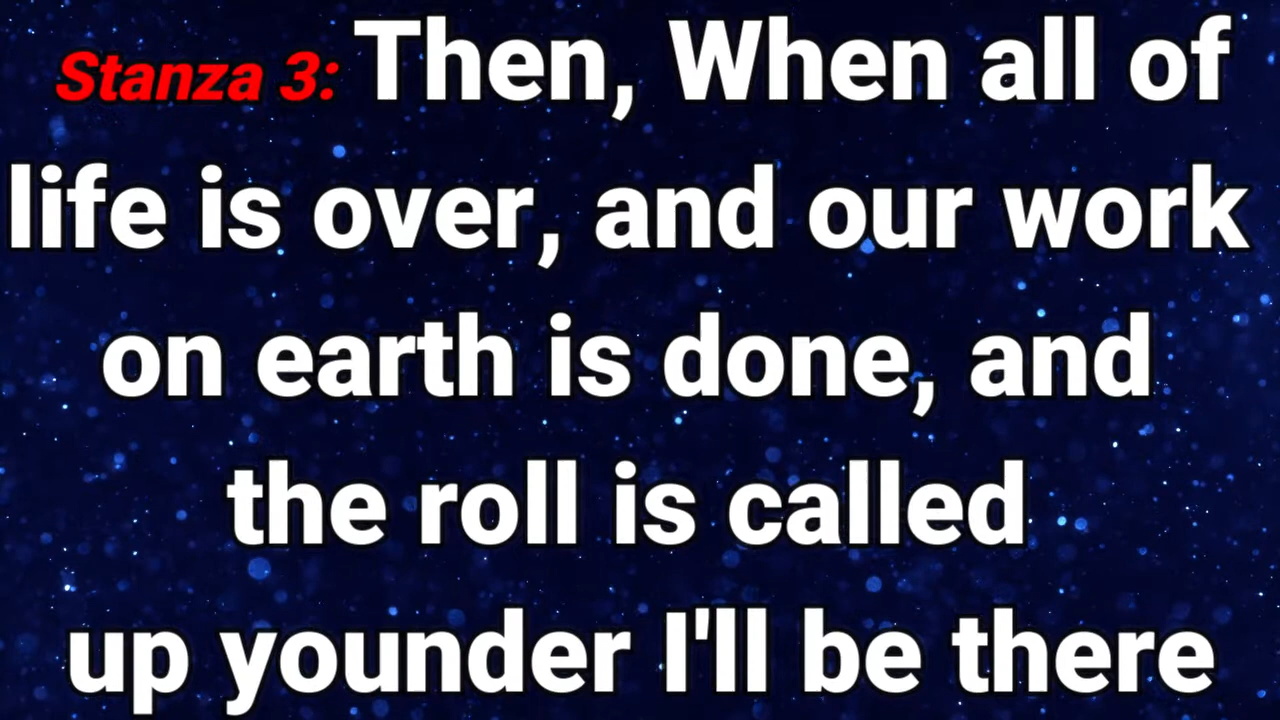 Stanza 3: Then, When all of
life is over, and our work
on earth is done, and
the roll is called
up younder I'll be there